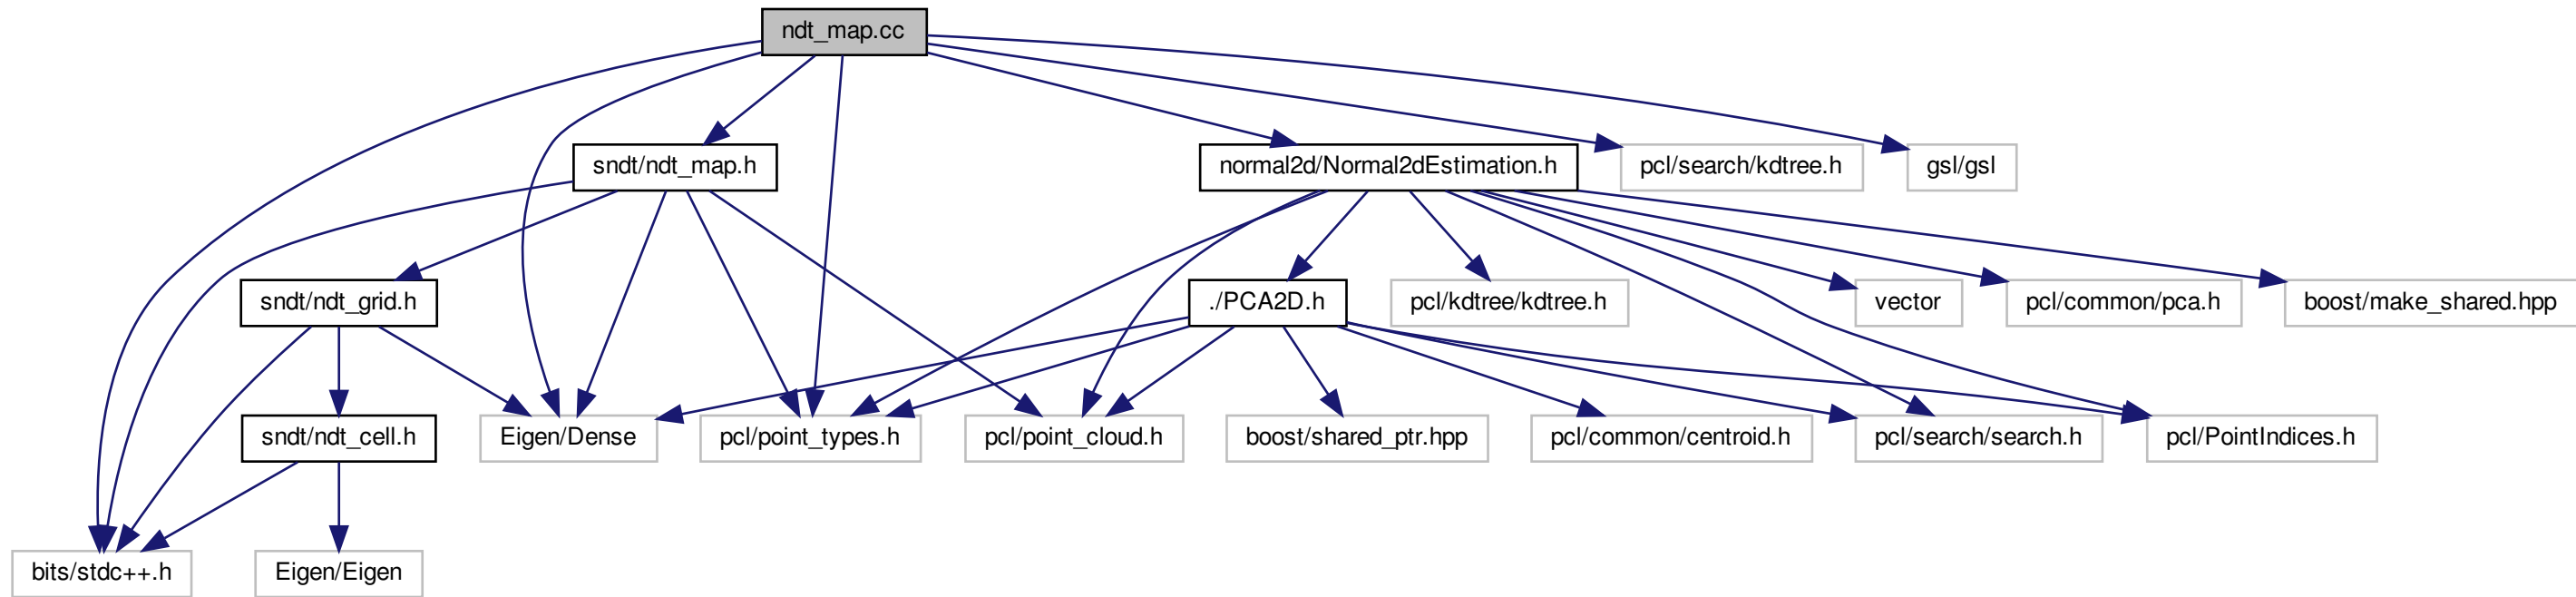 ndt_map.cc
sndt/ndt_map.h
normal2d/Normal2dEstimation.h
pcl/search/kdtree.h
gsl/gsl
sndt/ndt_grid.h
./PCA2D.h
pcl/kdtree/kdtree.h
vector
pcl/common/pca.h
boost/make_shared.hpp
sndt/ndt_cell.h
Eigen/Dense
pcl/point_types.h
pcl/point_cloud.h
boost/shared_ptr.hpp
pcl/common/centroid.h
pcl/search/search.h
pcl/PointIndices.h
bits/stdc++.h
Eigen/Eigen